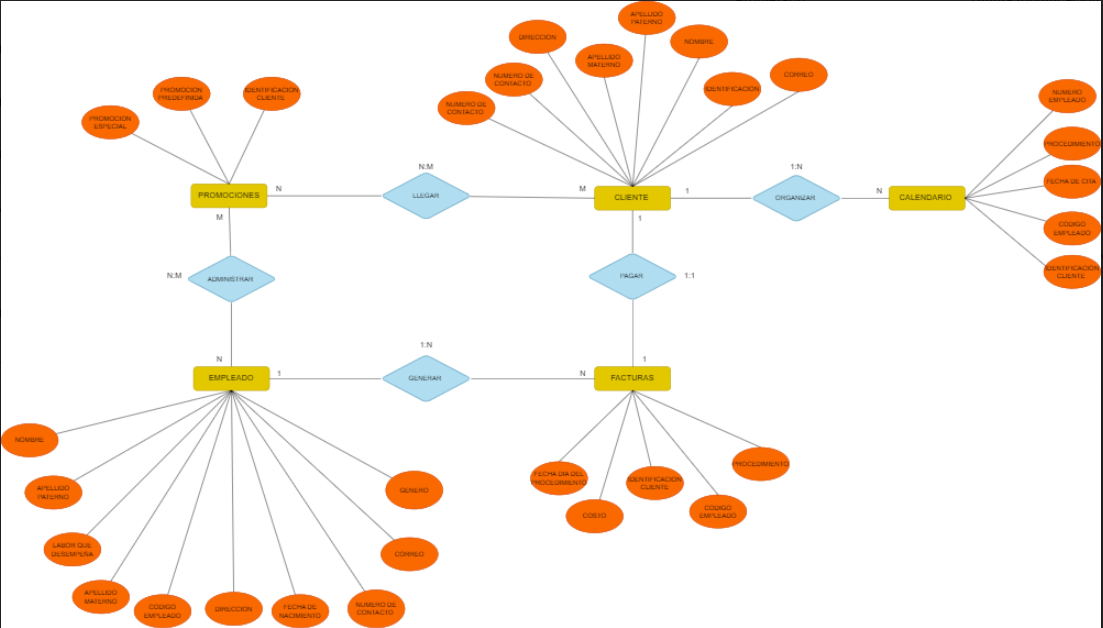 APELLIDO
PATERNO
DIRECCION
NOMBRE
APELLIDO
MATERNO
CORREO
NUMERO DE
CONTACTO
IDENTIFICACION
NUMERO DE
CONTACTO
PROMOCION
PREDEFINIDA
IDENTIFICACION
CLIENTE
PROMOCION
ESPECIAL
NUMERO
EMPLEADO
PROCEDIMIENTO
FECHA DE CITA
CODIGO
EMPLEADO
IDENTIFICACION
CLIENTE
N:M
1:N
PROMOCIONES
N
LLEGAR
M
CLIENTE
1
ORGANIZAR
N
CALENDARIO
M
1
N:M
ADMINISTRAR
PAGAR
1:1
N
1:N
1
EMPLEADO
1
GENERAR
N
FACTURAS
NOMBRE
APELLIDO
PATERNO
LABOR QUE
DESEMPEÑA
APELLIDO
MATERNO
CODIGO
EMPLEADO
DIRECCION
FECHA DE
NACIMIENTO
NUMERO DE
CONTACTO
CORREO
GENERO
FECHA DIA DEL
PROCEDIMIENTO
COSTO
IDENTIFICACION
CLIENTE
CODIGO
EMPLEADO
PROCEDIMIENTO